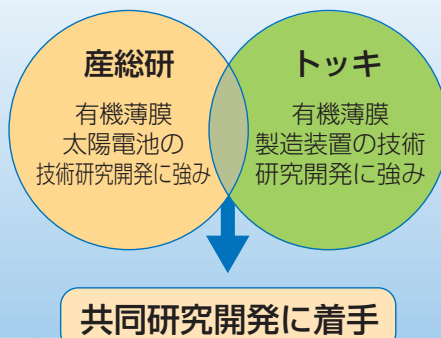 産総研
有機薄膜
太陽電池の
技術研究開発に強み
トッキ
有機薄膜
製造装置の技術
研究開発に強み
共同研究開発に着手